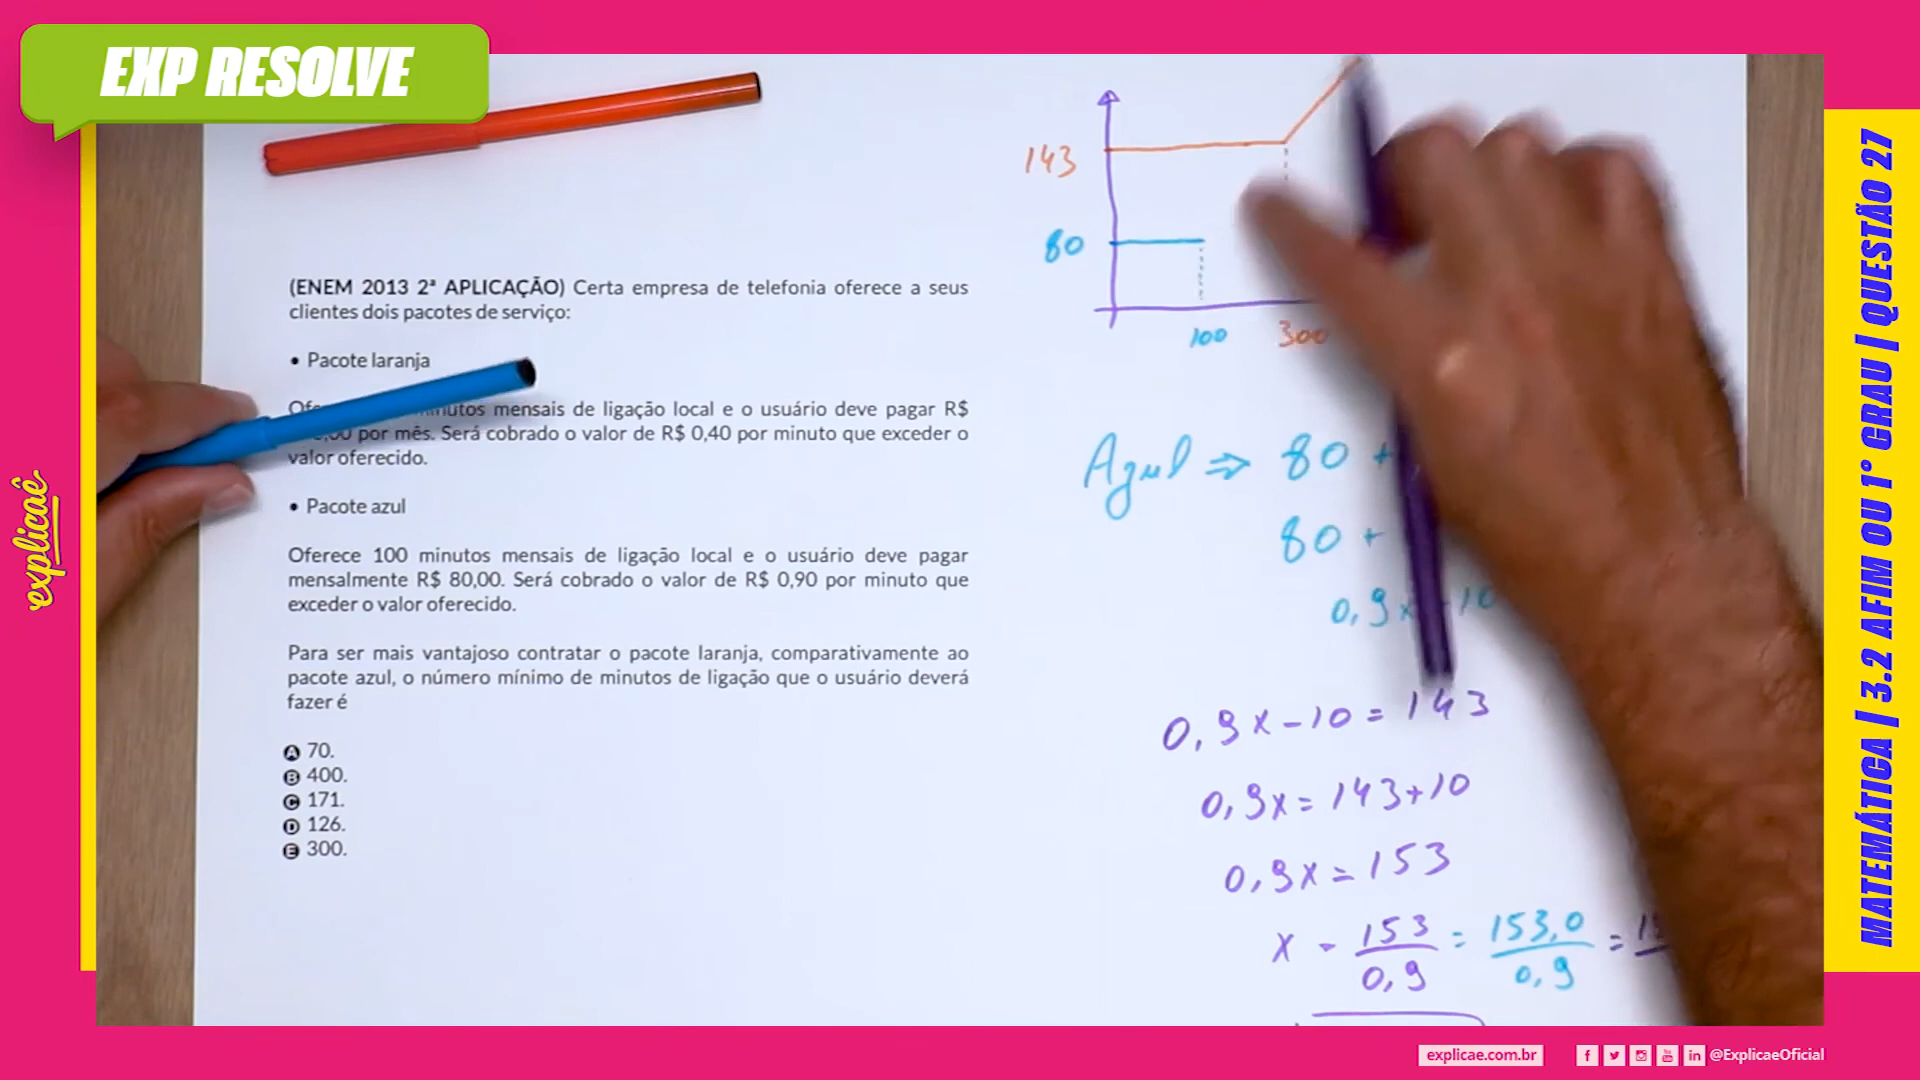 EXP RESOLVE
(ENEM 2013 2ª APLICAÇÃO) Certa empresa de telefonia oferece a seus
clientes dois pacotes de serviço:
• Pacote laranja
minutos mensais de ligação local e o usuário deve pagar R$
por mês. Será cobrado o valor de R$ 0,40 por minuto que exceder o
valor oferecido.
• Pacote azul
Oferece 100 minutos mensais de ligação local e o usuário deve pagar
mensalmente R$ 80,00. Será cobrado o valor de R$ 0,90 por minuto que
exceder o valor oferecido.
Para ser mais vantajoso contratar o pacote laranja, comparativamente ao
pacote azul, o número mínimo de minutos de ligação que o usuário deverá
fazer é
A 70.
B 400.
C 171.
D 126.
E 300.
143
80
100 300
Azul ⇒ 80 +
80 +
0,9x 10
0,9x - 10 = 143
0,9x = 143 + 10
0,9x = 153
x = 153/0,9 = 153,0/0,9 =
explicaê
MATEMÁTICA | 3.2 AFIM OU 1° GRAU | QUESTÃO 27
explicae.com.br
@ExplicaeOficial